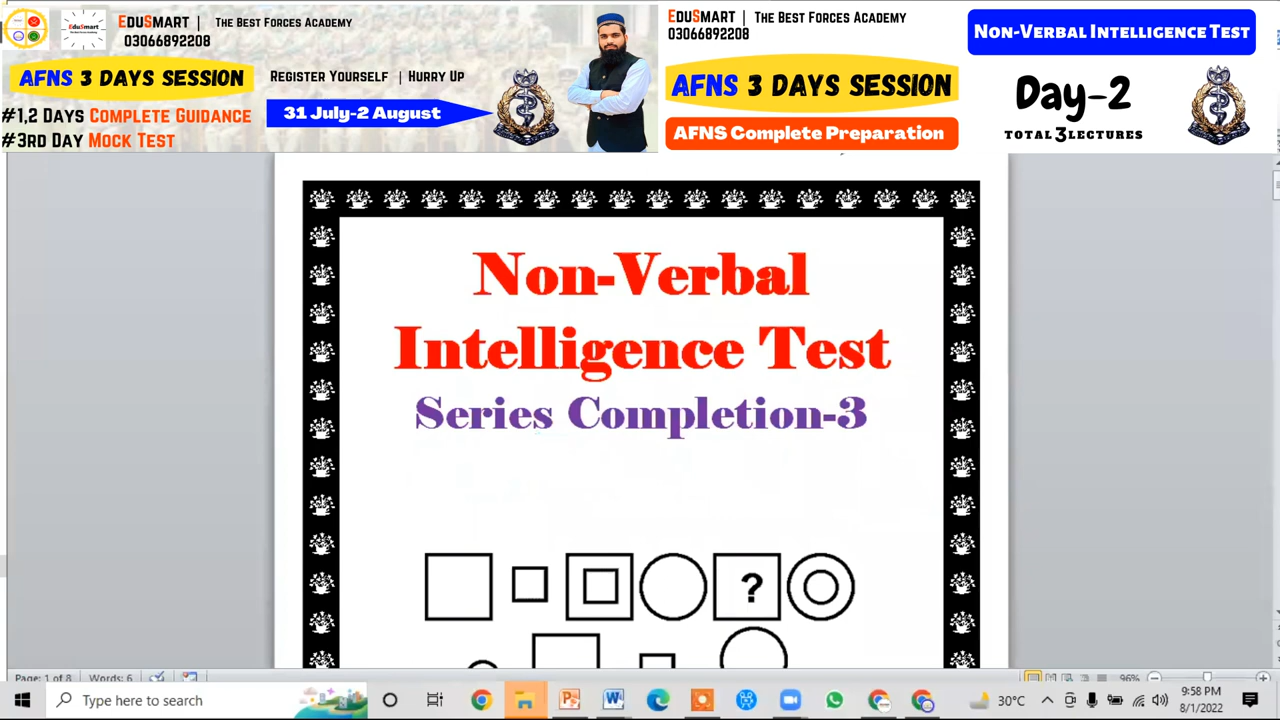 EduSmart | The Best Forces Academy
03066892208
AFNS 3 DAYS SESSION
Register Yourself | Hurry Up
31 July-2 August
#1,2 Days Complete Guidance
#3rd Day Mock Test
EduSmart | The Best Forces Academy
03066892208
AFNS 3 DAYS SESSION
AFNS Complete Preparation
Non-Verbal Intelligence Test
Day-2
TOTAL 3 LECTURES
Non-Verbal
Intelligence Test
Series Completion-3
?
Page: 1 of 8
Words: 6
96%
Type here to search
30°C
9:58 PM
8/1/2022